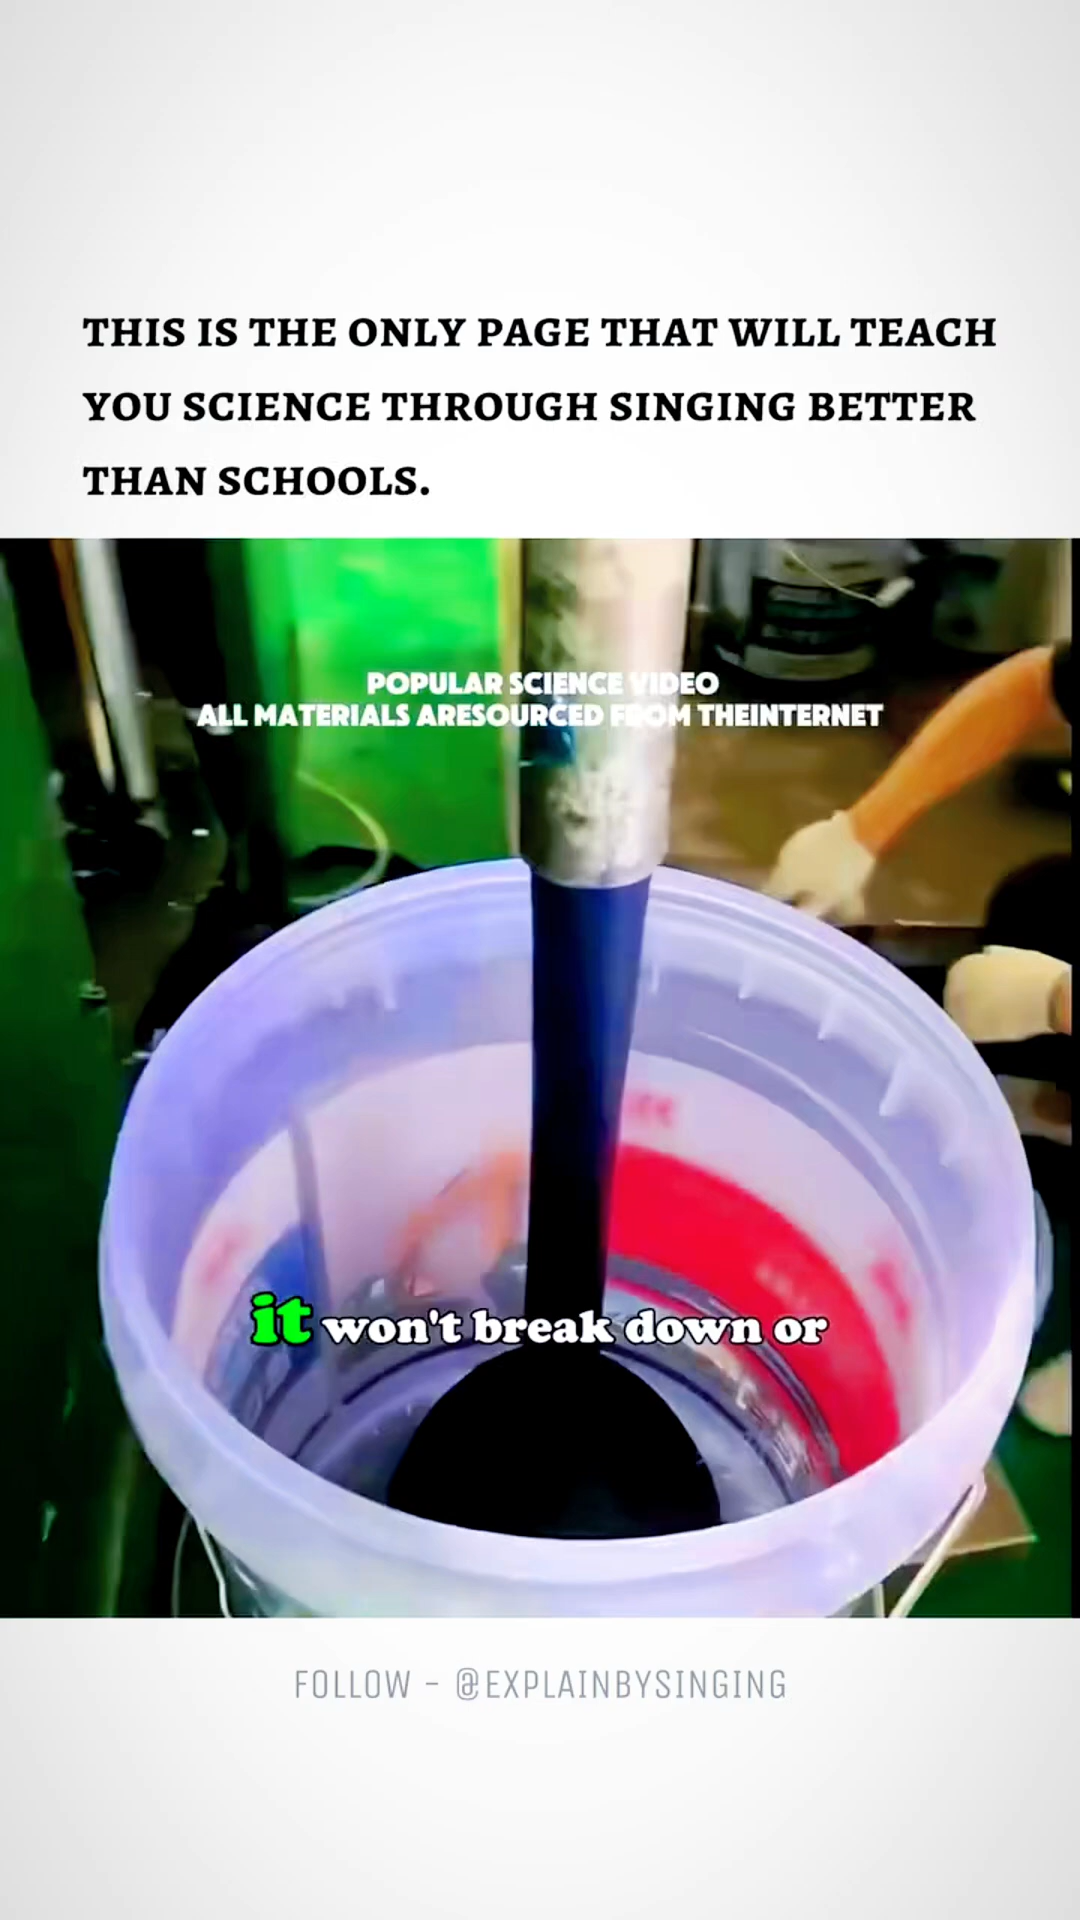 THIS IS THE ONLY PAGE THAT WILL TEACH
YOU SCIENCE THROUGH SINGING BETTER
THAN SCHOOLS.
POPULAR SCIENCE VIDEO
ALL MATERIALS ARESOURCED FROM THEINTERNET
it won't break down or
FOLLOW - @EXPLAINBYSINGING